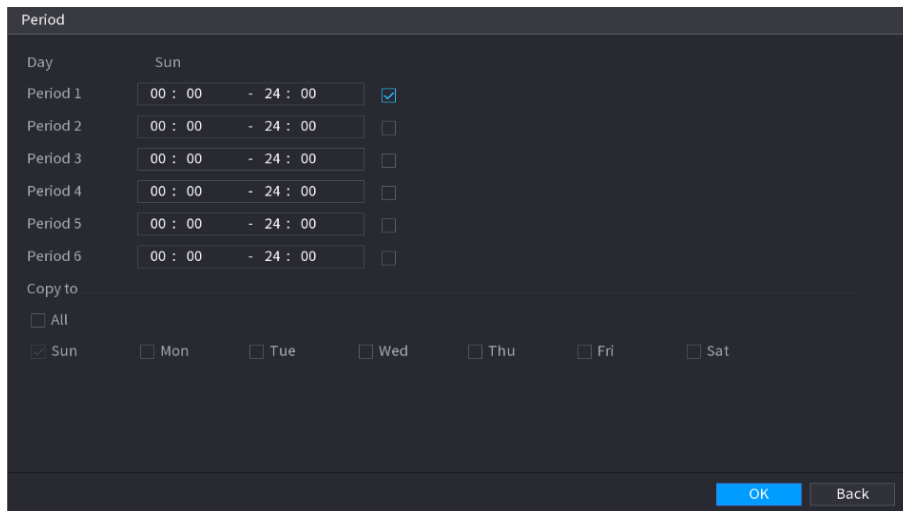 Period
Day Sun
Period 1 00 : 00 - 24 : 00
Period 2 00 : 00 - 24 : 00
Period 3 00 : 00 - 24 : 00
Period 4 00 : 00 - 24 : 00
Period 5 00 : 00 - 24 : 00
Period 6 00 : 00 - 24 : 00
Copy to
All
Sun Mon Tue Wed Thu Fri Sat
OK Back